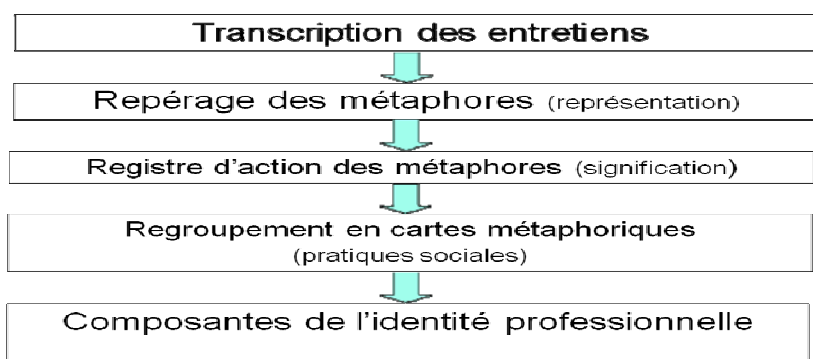 Transcription des entretiens
Repérage des métaphores (représentation)
Registre d'action des métaphores (signification)
Regroupement en cartes métaphoriques
(pratiques sociales)
Composantes de l'identité professionnelle